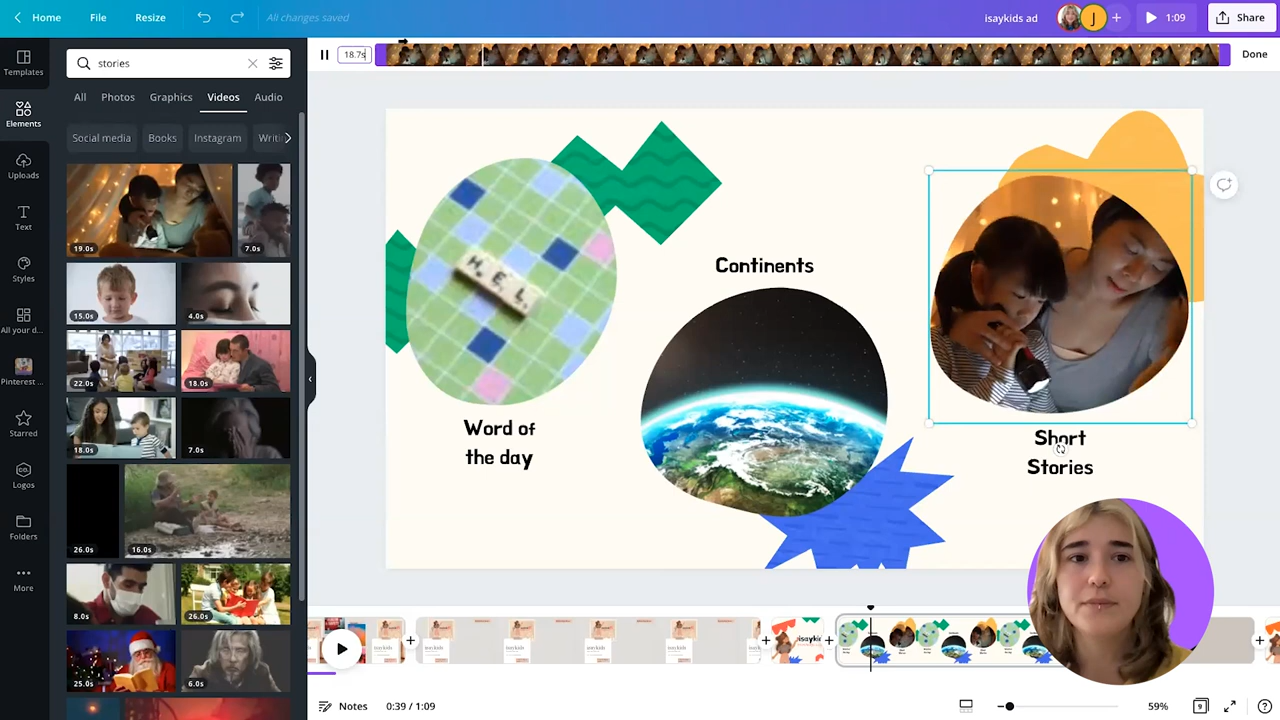 Home File Resize All changes saved isaykids ad J + 1:09 Share
18.7s Done
Templates
Elements
Uploads
Text
Styles
All your d...
Pinterest ...
Starred
Logos
Folders
More
stories
All Photos Graphics Videos Audio
Social media Books Instagram Writi
19.0s 7.0s
15.0s 4.0s
22.0s 18.0s
18.0s 7.0s
26.0s 16.0s
8.0s 26.0s
25.0s 6.0s
H E L
Word of
the day
Continents
Short
Stories
Notes 0:39 / 1:09 59% 9